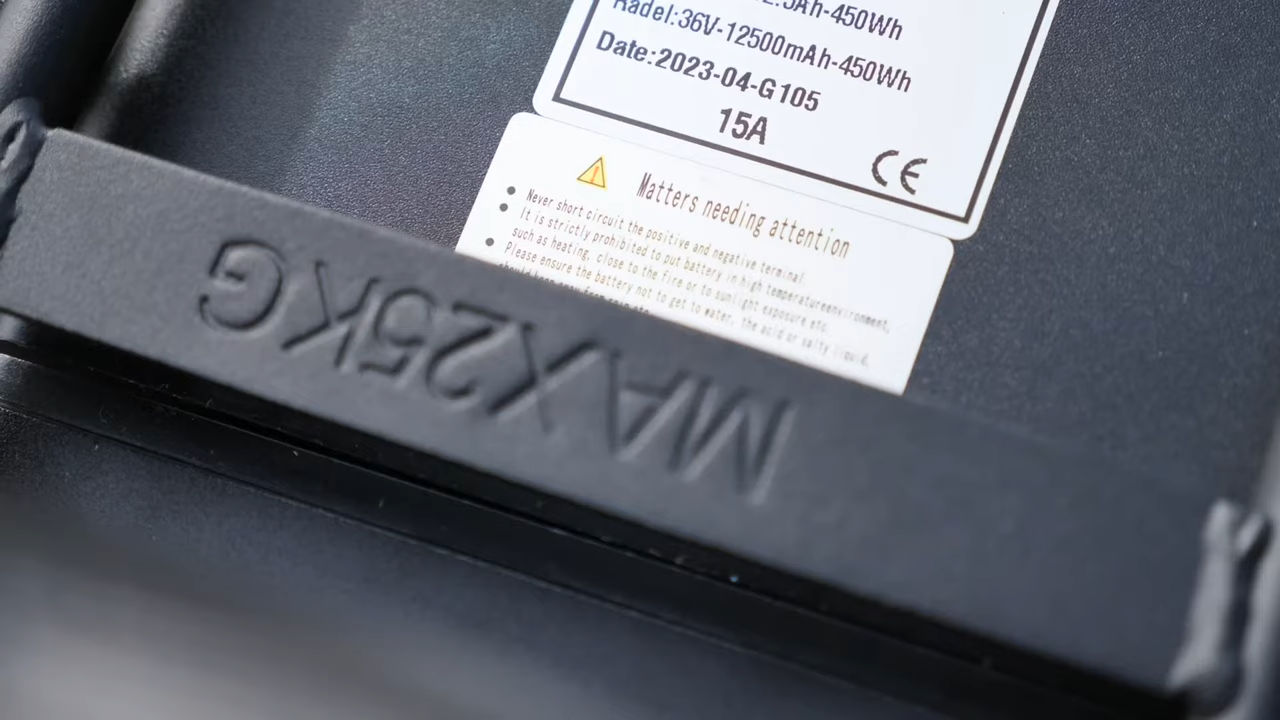 2.5Ah-450Wh
Radel:36V-12500mAh-450Wh
Date:2023-04-G105
15A
CE
Matters needing attention
Never short circuit the positive and negative terminal.
It is strictly prohibited to put battery in high temperatureenvironment,
such as heating, close to the fire or to sunlight exposure etc.
Please ensure the battery not to get to water, the acid or salty liquid.
MAX25KG